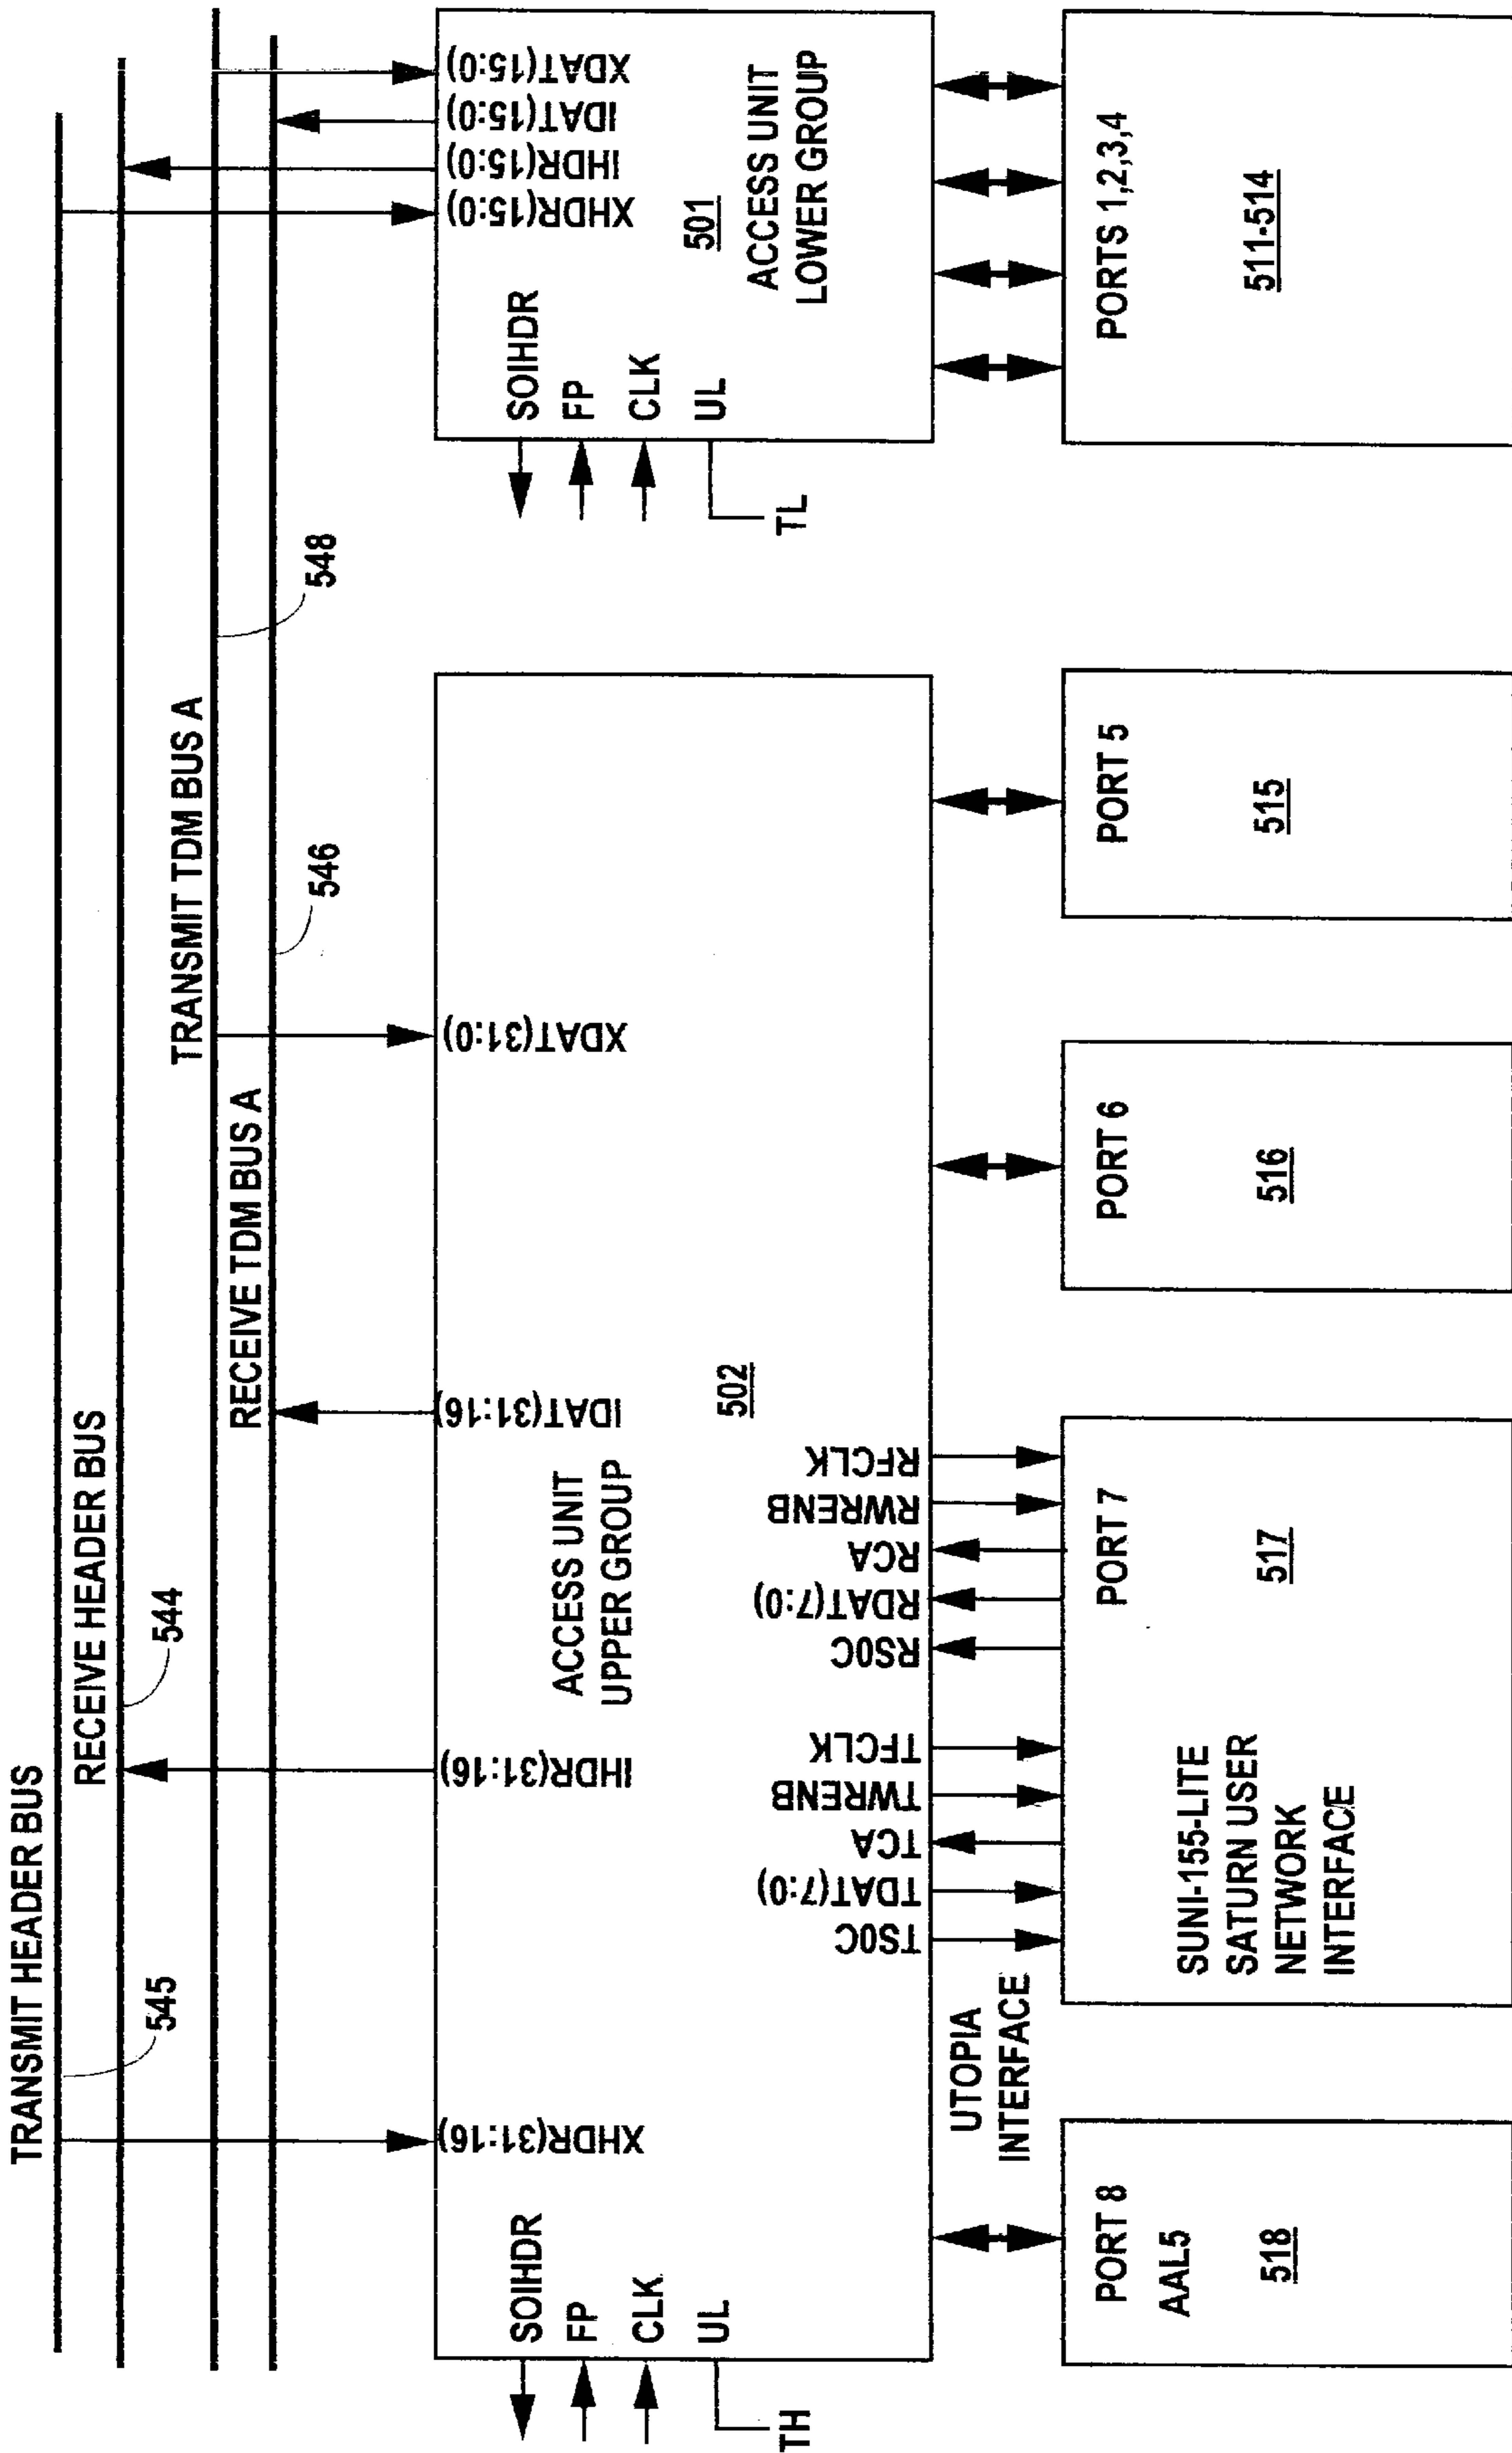 TRANSMIT HEADER BUS
545
RECEIVE HEADER BUS
544
TRANSMIT TDM BUS A
548
RECEIVE TDM BUS A
546
XHDR(31:16)
IHDR(31:16)
IDAT(31:16)
XDAT(31:0)
SOIHDR
FP
CLK
UL
TH
ACCESS UNIT
UPPER GROUP
502
XHDR(15:0)
IHDR(15:0)
IDAT(15:0)
XDAT(15:0)
SOIHDR
FP
CLK
UL
TL
501
ACCESS UNIT
LOWER GROUP
UTOPIA
INTERFACE
TSOC
TDAT(7:0)
TCA
TWRENB
TFCLK
RSOC
RDAT(7:0)
RCA
RWRENB
RFCLK
PORT 8
AAL5
518
PORT 7
517
SUNI-155-LITE
SATURN USER
NETWORK
INTERFACE
PORT 6
516
PORT 5
515
PORTS 1,2,3,4
511-514